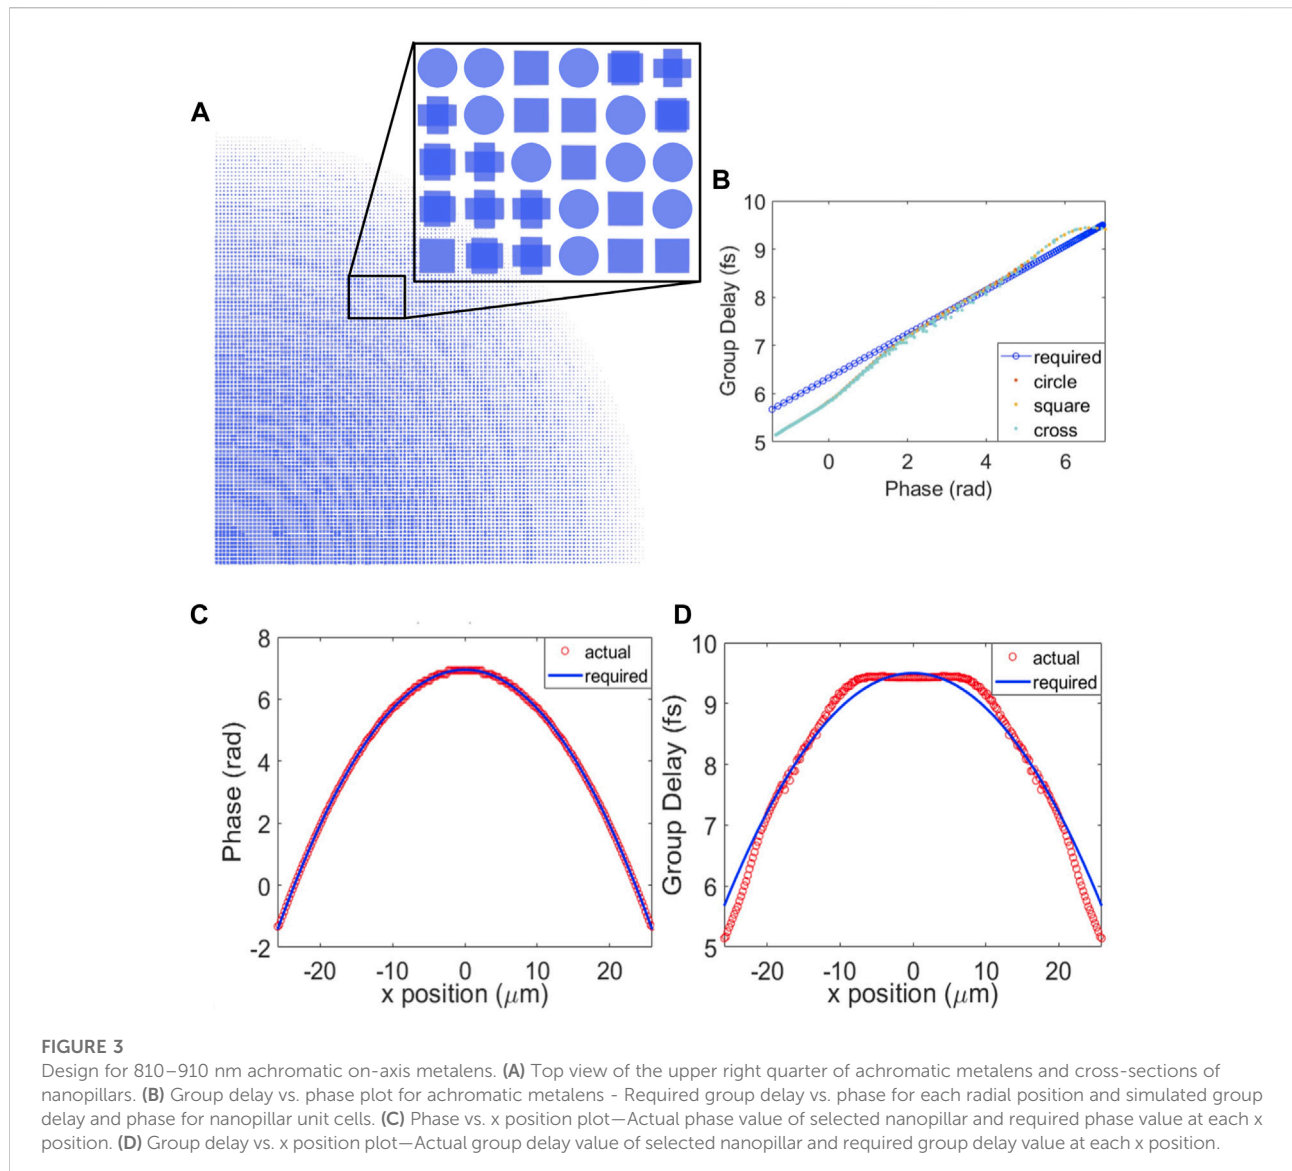 A
B
10
9
8
7
6
5
Group Delay (fs)
required
circle
square
cross
0
2
4
6
Phase (rad)
C
8
6
4
2
0
-2
Phase (rad)
actual
required
-20
-10
0
10
20
x position (μm)
D
10
9
8
7
6
5
Group Delay (fs)
actual
required
-20
-10
0
10
20
x position (μm)
FIGURE 3
Design for 810–910 nm achromatic on-axis metalens. (A) Top view of the upper right quarter of achromatic metalens and cross-sections of
nanopillars. (B) Group delay vs. phase plot for achromatic metalens - Required group delay vs. phase for each radial position and simulated group
delay and phase for nanopillar unit cells. (C) Phase vs. x position plot—Actual phase value of selected nanopillar and required phase value at each x
position. (D) Group delay vs. x position plot—Actual group delay value of selected nanopillar and required group delay value at each x position.